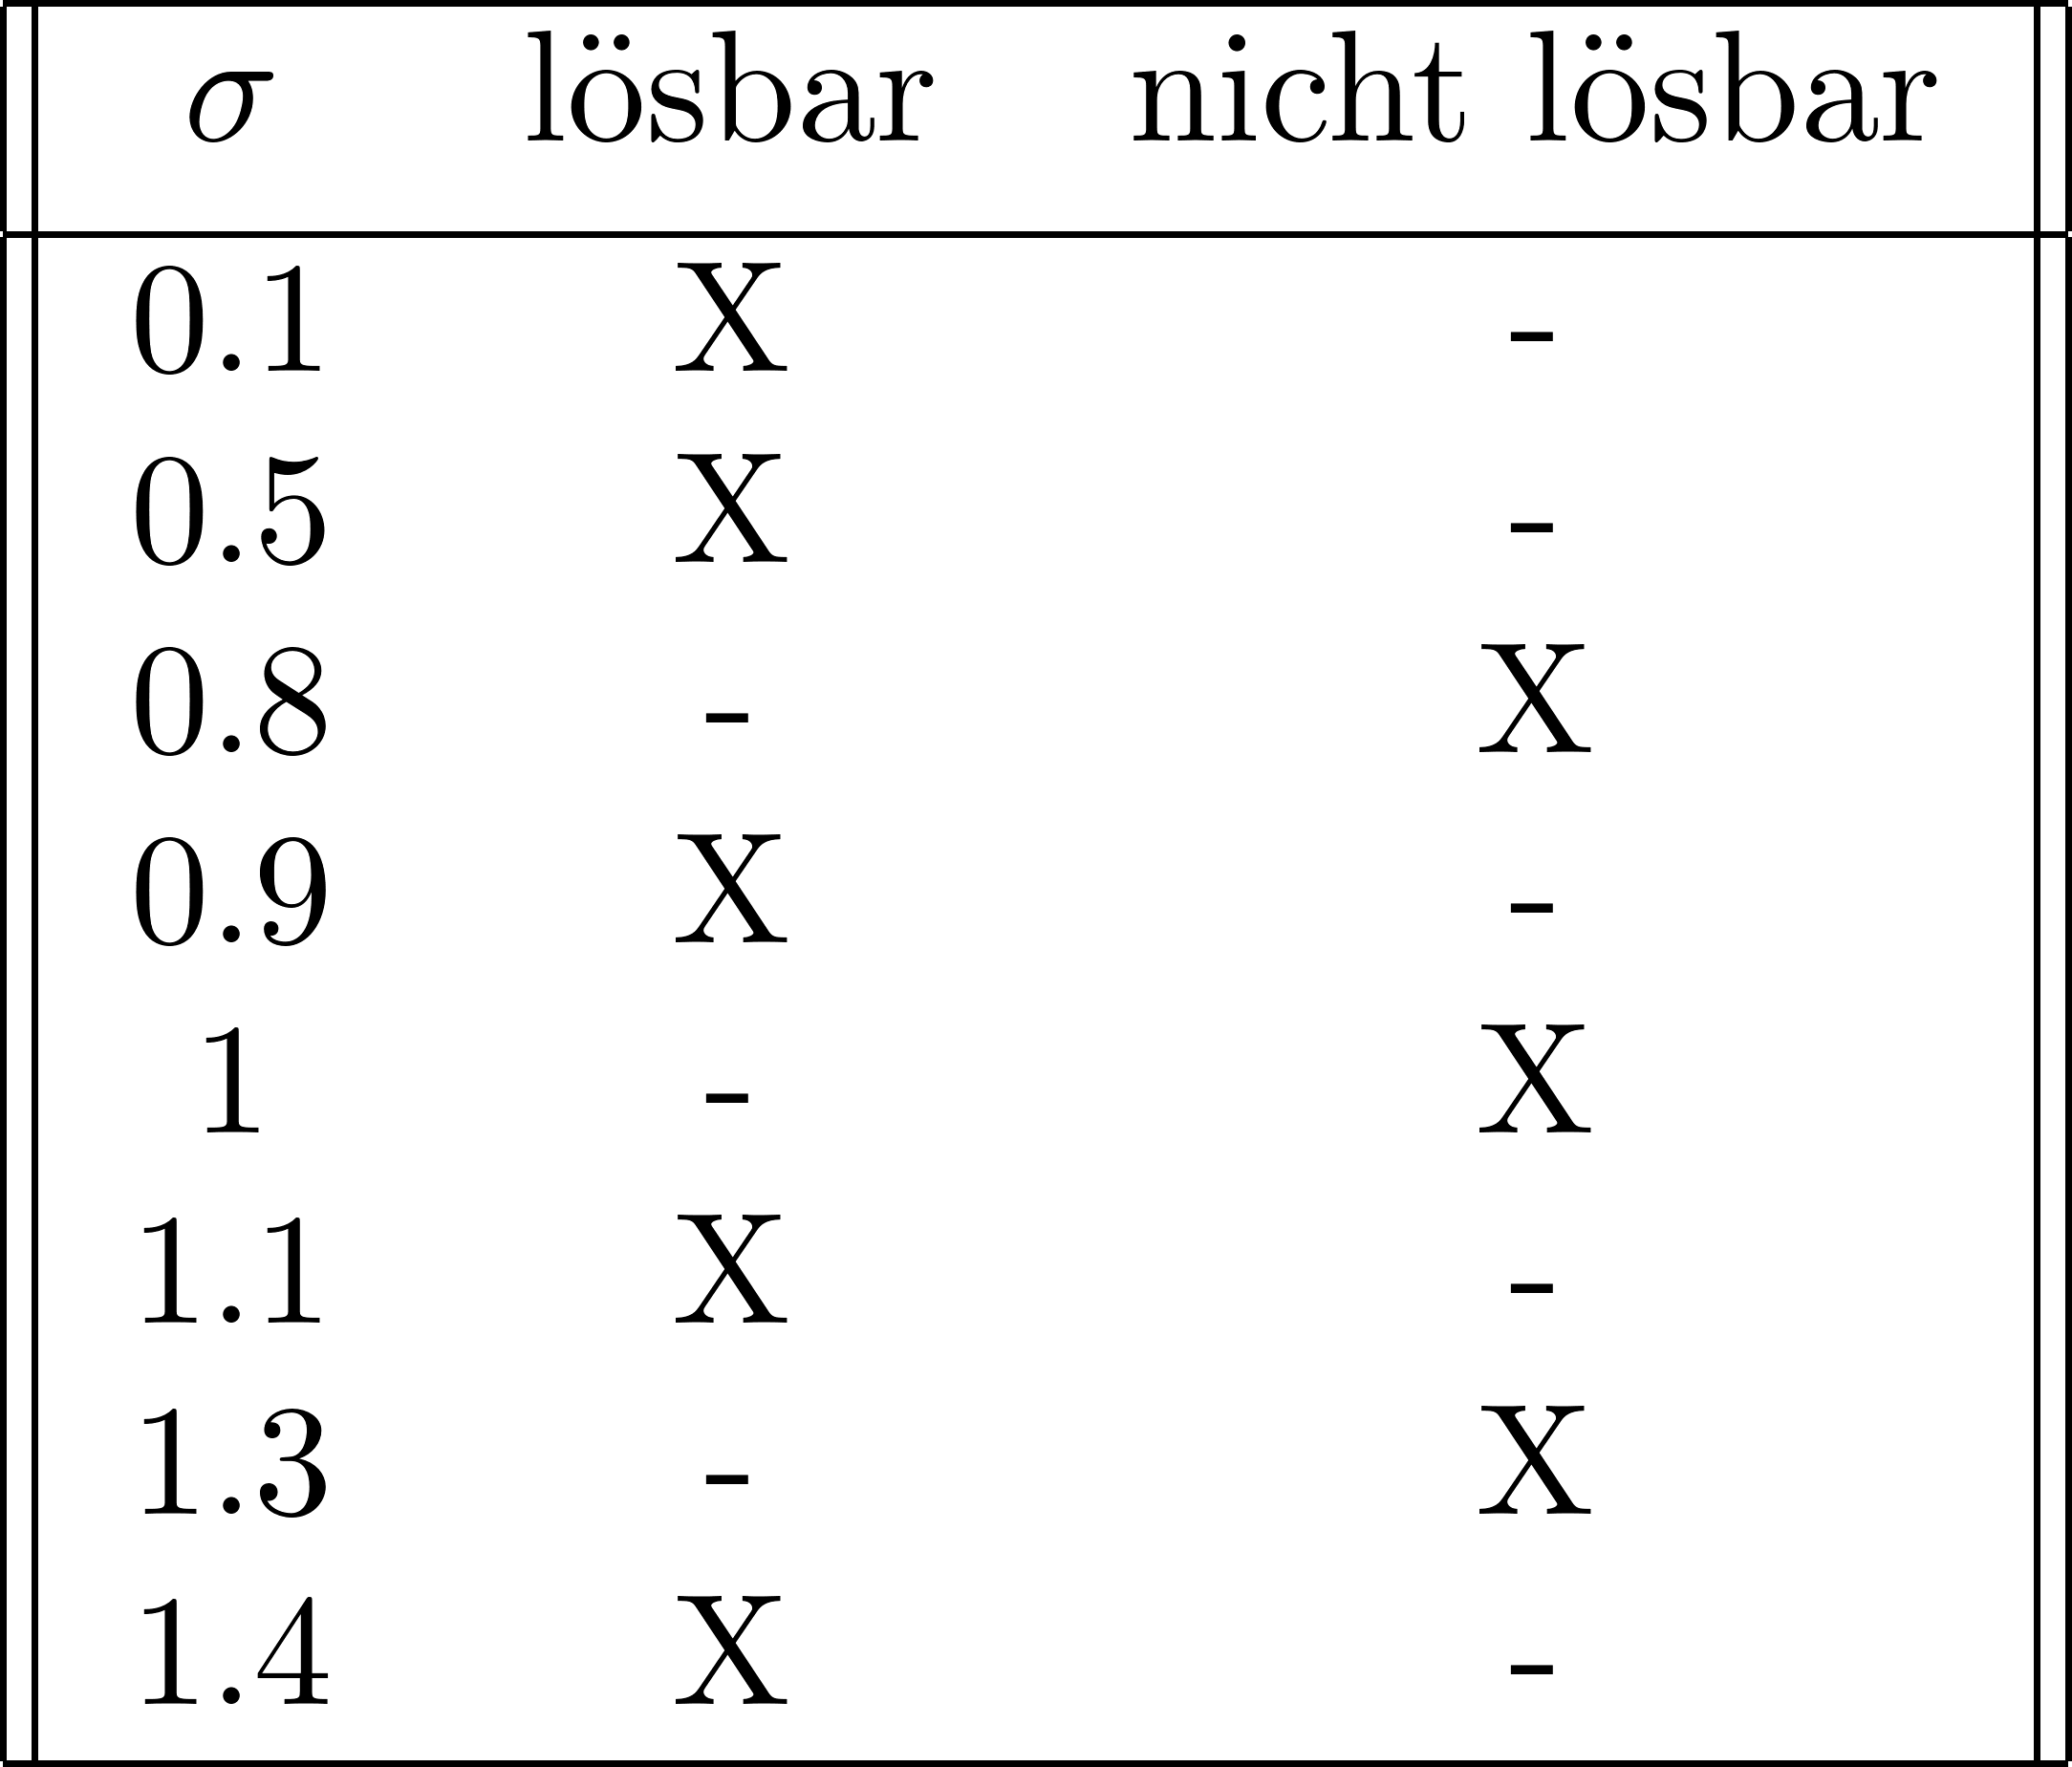 σ lösbar nicht lösbar
0.1 X -
0.5 X -
0.8 - X
0.9 X -
1 - X
1.1 X -
1.3 - X
1.4 X -